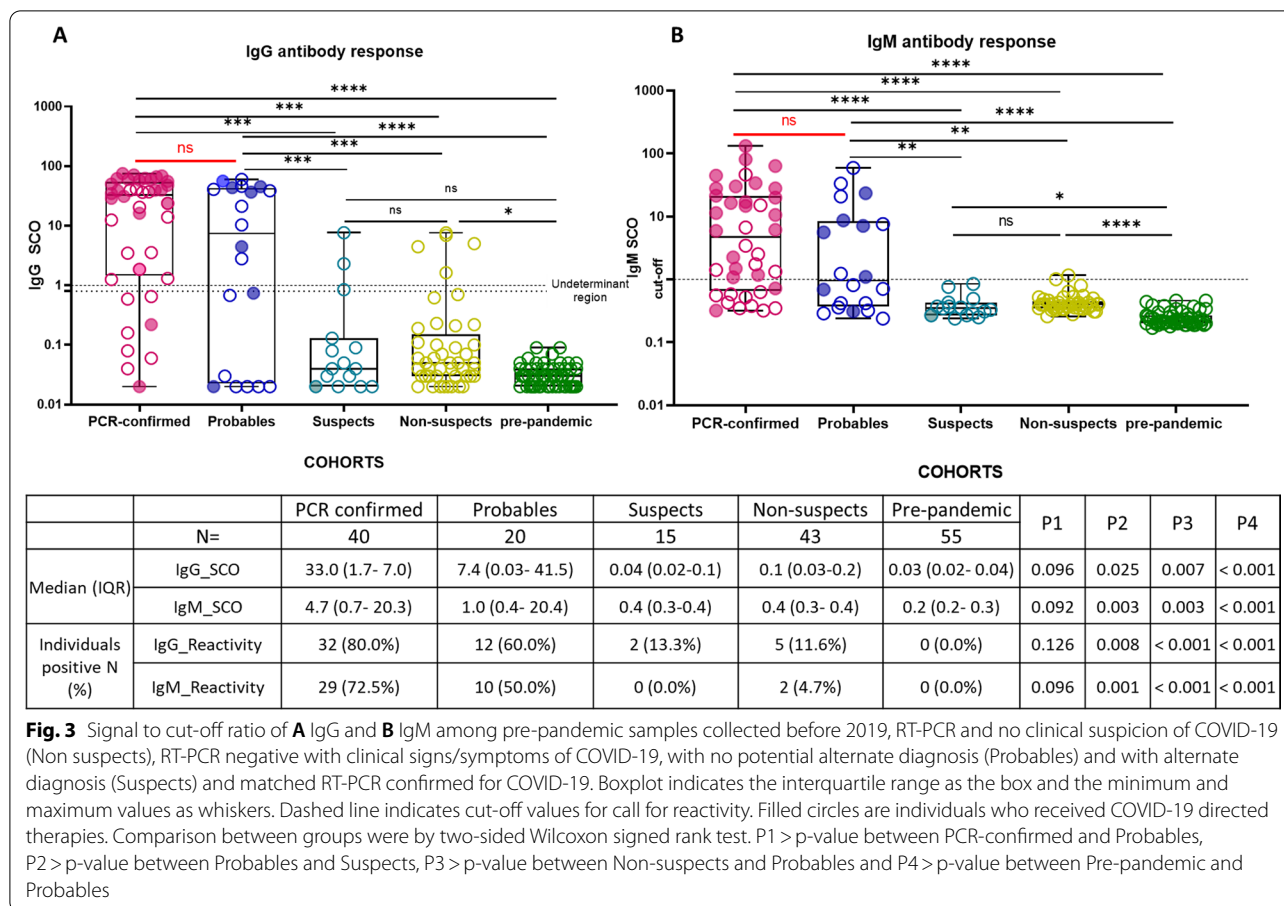 A
IgG antibody response
****
***
***
****
***
***
ns
ns
ns
*
1000
100
10
1
0.1
0.01
IgG SCO
Undeterminant
region
PCR-confirmed Probables Suspects Non-suspects pre-pandemic
COHORTS
B
IgM antibody response
****
****
****
****
**
**
ns
*
ns
****
1000
100
10
1
0.1
0.01
IgM SCO
cut-off
PCR-confirmed Probables Suspects Non-suspects pre-pandemic
COHORTS
PCR confirmed Probables Suspects Non-suspects Pre-pandemic P1 P2 P3 P4
N= 40 20 15 43 55
Median (IQR) IgG_SCO 33.0 (1.7- 7.0) 7.4 (0.03- 41.5) 0.04 (0.02-0.1) 0.1 (0.03-0.2) 0.03 (0.02- 0.04) 0.096 0.025 0.007 < 0.001
IgM_SCO 4.7 (0.7- 20.3) 1.0 (0.4- 20.4) 0.4 (0.3-0.4) 0.4 (0.3- 0.4) 0.2 (0.2- 0.3) 0.092 0.003 0.003 < 0.001
Individuals
positive N
(%)
IgG_Reactivity 32 (80.0%) 12 (60.0%) 2 (13.3%) 5 (11.6%) 0 (0.0%) 0.126 0.008 < 0.001 < 0.001
IgM_Reactivity 29 (72.5%) 10 (50.0%) 0 (0.0%) 2 (4.7%) 0 (0.0%) 0.096 0.001 < 0.001 < 0.001
Fig. 3 Signal to cut-off ratio of A IgG and B IgM among pre-pandemic samples collected before 2019, RT-PCR and no clinical suspicion of COVID-19
(Non suspects), RT-PCR negative with clinical signs/symptoms of COVID-19, with no potential alternate diagnosis (Probables) and with alternate
diagnosis (Suspects) and matched RT-PCR confirmed for COVID-19. Boxplot indicates the interquartile range as the box and the minimum and
maximum values as whiskers. Dashed line indicates cut-off values for call for reactivity. Filled circles are individuals who received COVID-19 directed
therapies. Comparison between groups were by two-sided Wilcoxon signed rank test. P1 > p-value between PCR-confirmed and Probables,
P2 > p-value between Probables and Suspects, P3 > p-value between Non-suspects and Probables and P4 > p-value between Pre-pandemic and
Probables